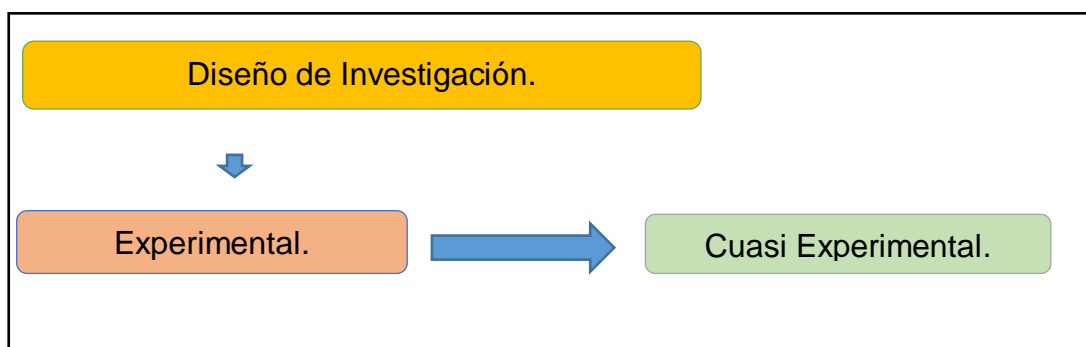 Diseño de Investigación.
Experimental.
Cuasi Experimental.